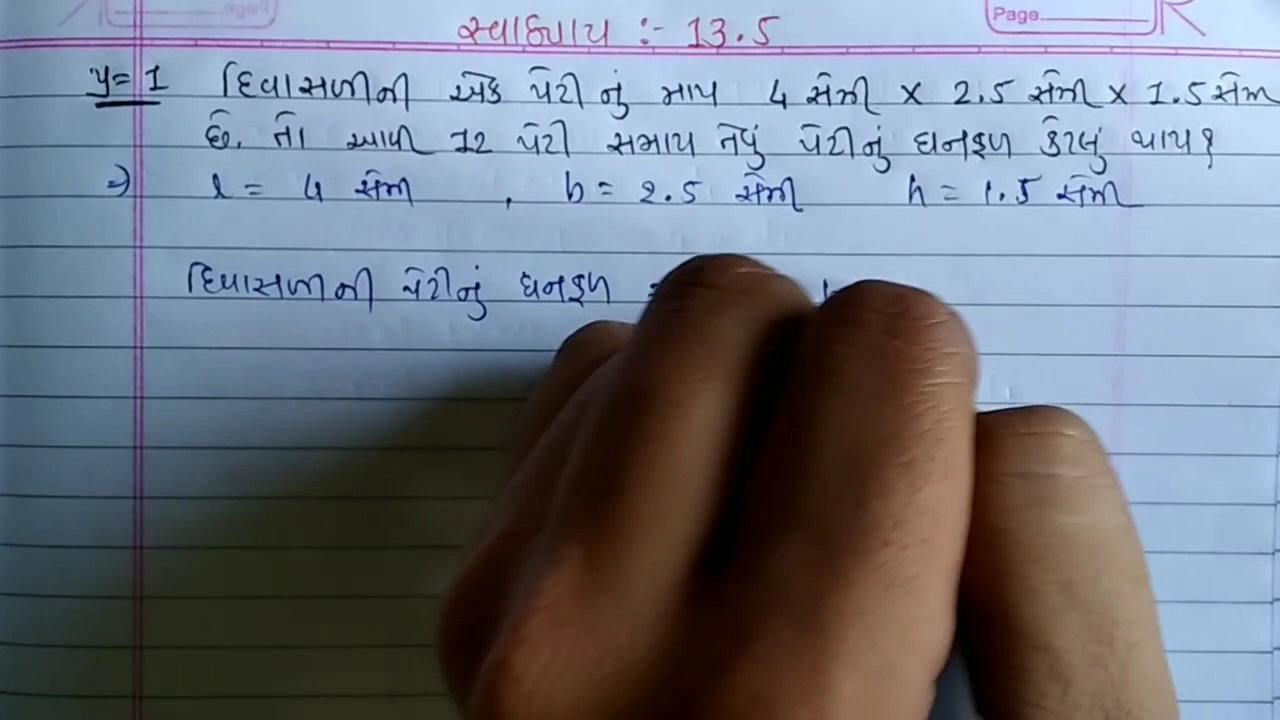 Page
સ્વાધ્યાય :- 13.5
પ્ર= 1 દિવાસળીની એક પેટીનું માપ 4 સેમી × 2.5 સેમી × 1.5 સેમી
છે. તો આવી 12 પેટી સમાય તેવું પેટીનું ઘનફળ કેટલું થાય?
⇒ l = 4 સેમી , b = 2.5 સેમી h = 1.5 સેમી
દિવાસળીની પેટીનું ઘનફળ =